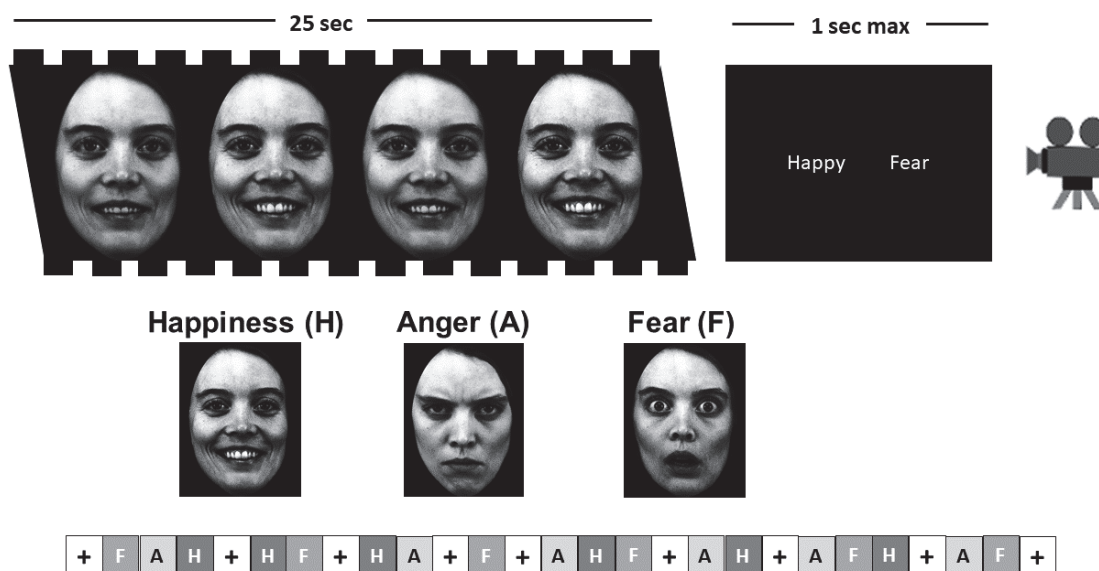 25 sec 1 sec max
Happy Fear
Happiness (H) Anger (A) Fear (F)
+ F A H + H F + H A + F + A H F + A H + A F H + A F +